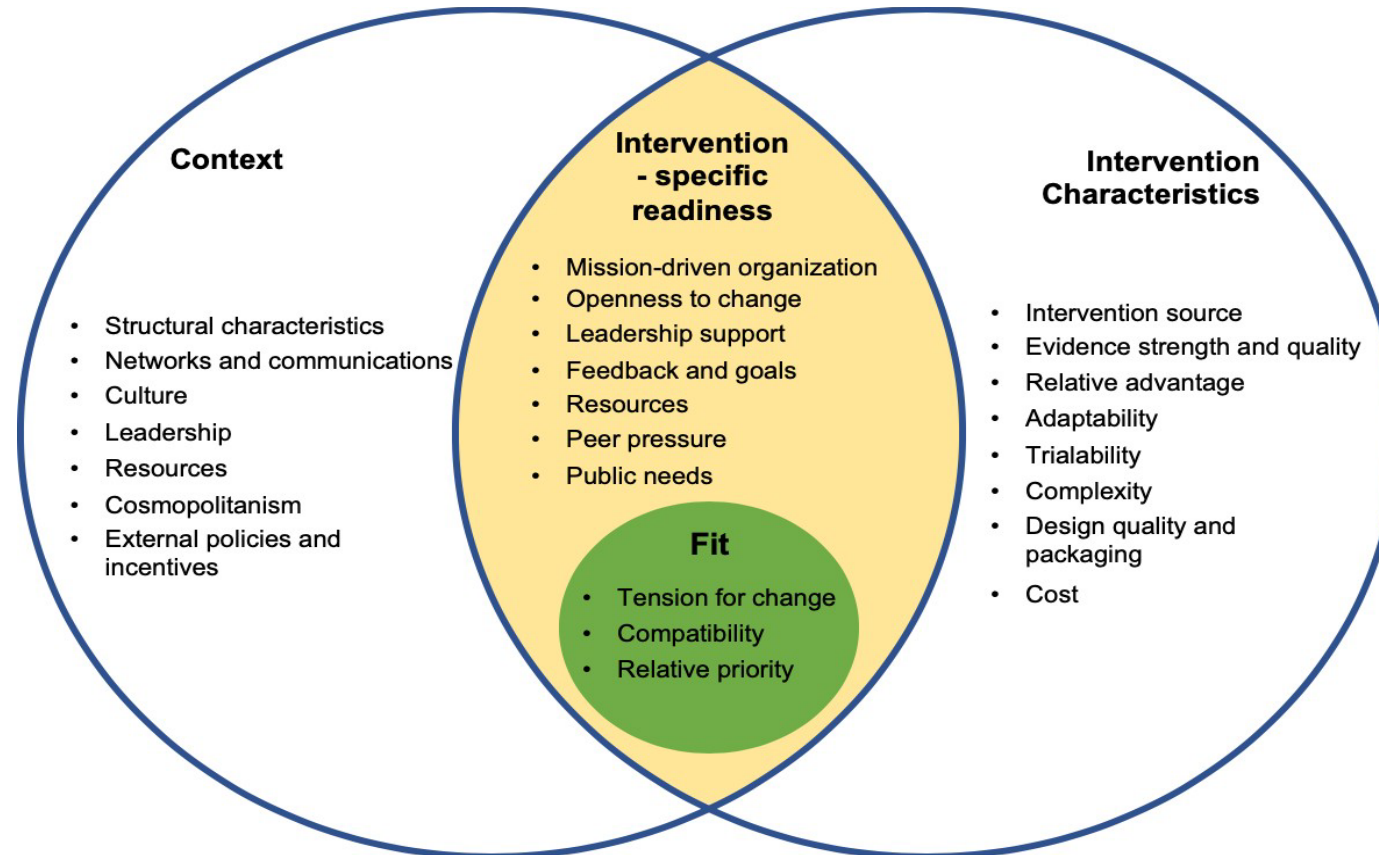 Context
• Structural characteristics
• Networks and communications
• Culture
• Leadership
• Resources
• Cosmopolitanism
• External policies and
incentives
Intervention
- specific
readiness
• Mission-driven organization
• Openness to change
• Leadership support
• Feedback and goals
• Resources
• Peer pressure
• Public needs
Fit
• Tension for change
• Compatibility
• Relative priority
Intervention
Characteristics
• Intervention source
• Evidence strength and quality
• Relative advantage
• Adaptability
• Trialability
• Complexity
• Design quality and
packaging
• Cost